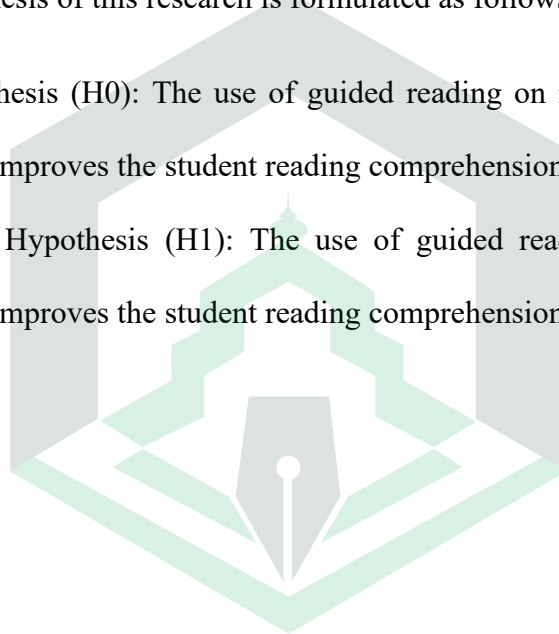 hesis of this research is formulated as follows
hesis (H0): The use of guided reading on
mproves the student reading comprehension
Hypothesis (H1): The use of guided rea
mproves the student reading comprehension